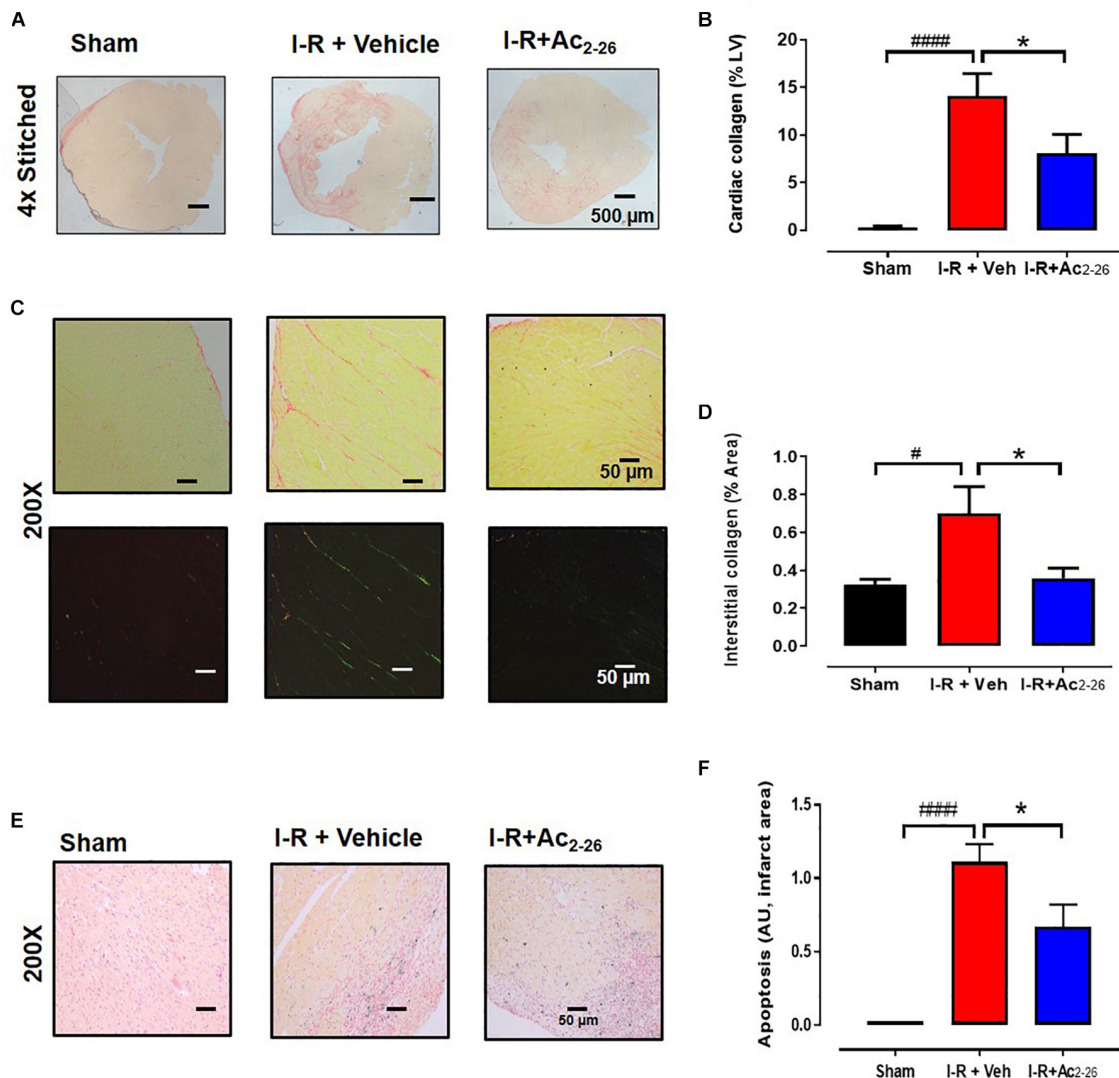 A
Sham
I-R + Vehicle
I-R+Ac2-26
4x Stitched
500 µm
B
####
*
Cardiac collagen (% LV)
20
15
10
5
0
Sham
I-R + Veh
I-R+Ac2-26
C
200X
50 µm
50 µm
D
#
*
Interstitial collagen (% Area)
1.0
0.8
0.6
0.4
0.2
0.0
Sham
I-R + Veh
I-R+Ac2-26
E
Sham
I-R + Vehicle
I-R+Ac2-26
200X
50 µm
F
####
*
Apoptosis (AU, infarct area)
1.5
1.0
0.5
0.0
Sham
I-R + Veh
I-R+Ac2-26